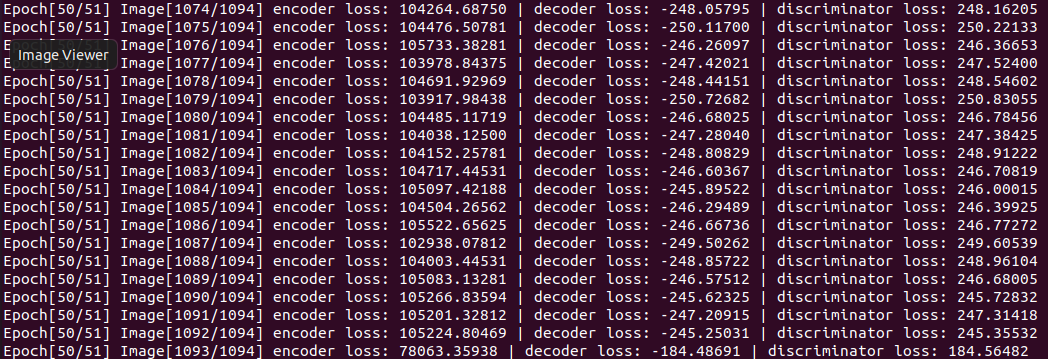 Epoch[50/51] Image[1074/1094] encoder loss: 104264.68750 | decoder loss: -248.05795 | discriminator loss: 248.16205
Epoch[50/51] Image[1075/1094] encoder loss: 104476.50781 | decoder loss: -250.11700 | discriminator loss: 250.22133
Epoch[50/51] Image[1076/1094] encoder loss: 105733.38281 | decoder loss: -246.26097 | discriminator loss: 246.36653
Image Viewer
Epoch[50/51] Image[1077/1094] encoder loss: 103978.84375 | decoder loss: -247.42021 | discriminator loss: 247.52400
Epoch[50/51] Image[1078/1094] encoder loss: 104691.92969 | decoder loss: -248.44151 | discriminator loss: 248.54602
Epoch[50/51] Image[1079/1094] encoder loss: 103917.98438 | decoder loss: -250.72682 | discriminator loss: 250.83055
Epoch[50/51] Image[1080/1094] encoder loss: 104485.11719 | decoder loss: -246.68025 | discriminator loss: 246.78456
Epoch[50/51] Image[1081/1094] encoder loss: 104038.12500 | decoder loss: -247.28040 | discriminator loss: 247.38425
Epoch[50/51] Image[1082/1094] encoder loss: 104152.25781 | decoder loss: -248.80829 | discriminator loss: 248.91222
Epoch[50/51] Image[1083/1094] encoder loss: 104717.44531 | decoder loss: -246.60367 | discriminator loss: 246.70819
Epoch[50/51] Image[1084/1094] encoder loss: 105097.42188 | decoder loss: -245.89522 | discriminator loss: 246.00015
Epoch[50/51] Image[1085/1094] encoder loss: 104504.26562 | decoder loss: -246.29489 | discriminator loss: 246.39925
Epoch[50/51] Image[1086/1094] encoder loss: 105522.65625 | decoder loss: -246.66736 | discriminator loss: 246.77272
Epoch[50/51] Image[1087/1094] encoder loss: 102938.07812 | decoder loss: -249.50262 | discriminator loss: 249.60539
Epoch[50/51] Image[1088/1094] encoder loss: 104003.44531 | decoder loss: -248.85722 | discriminator loss: 248.96104
Epoch[50/51] Image[1089/1094] encoder loss: 105083.13281 | decoder loss: -246.57512 | discriminator loss: 246.68005
Epoch[50/51] Image[1090/1094] encoder loss: 105266.83594 | decoder loss: -245.62325 | discriminator loss: 245.72832
Epoch[50/51] Image[1091/1094] encoder loss: 105201.32812 | decoder loss: -247.20915 | discriminator loss: 247.31418
Epoch[50/51] Image[1092/1094] encoder loss: 105224.80469 | decoder loss: -245.25031 | discriminator loss: 245.35532
Epoch[50/51] Image[1093/1094] encoder loss: 78063.35938 | decoder loss: -184.48691 | discriminator loss: 184.56482